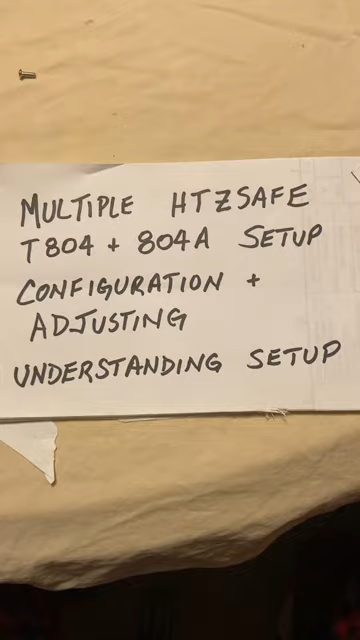 MULTIPLE HTZSAFE
T804 + 804A SETUP
CONFIGURATION +
ADJUSTING
UNDERSTANDING SETUP